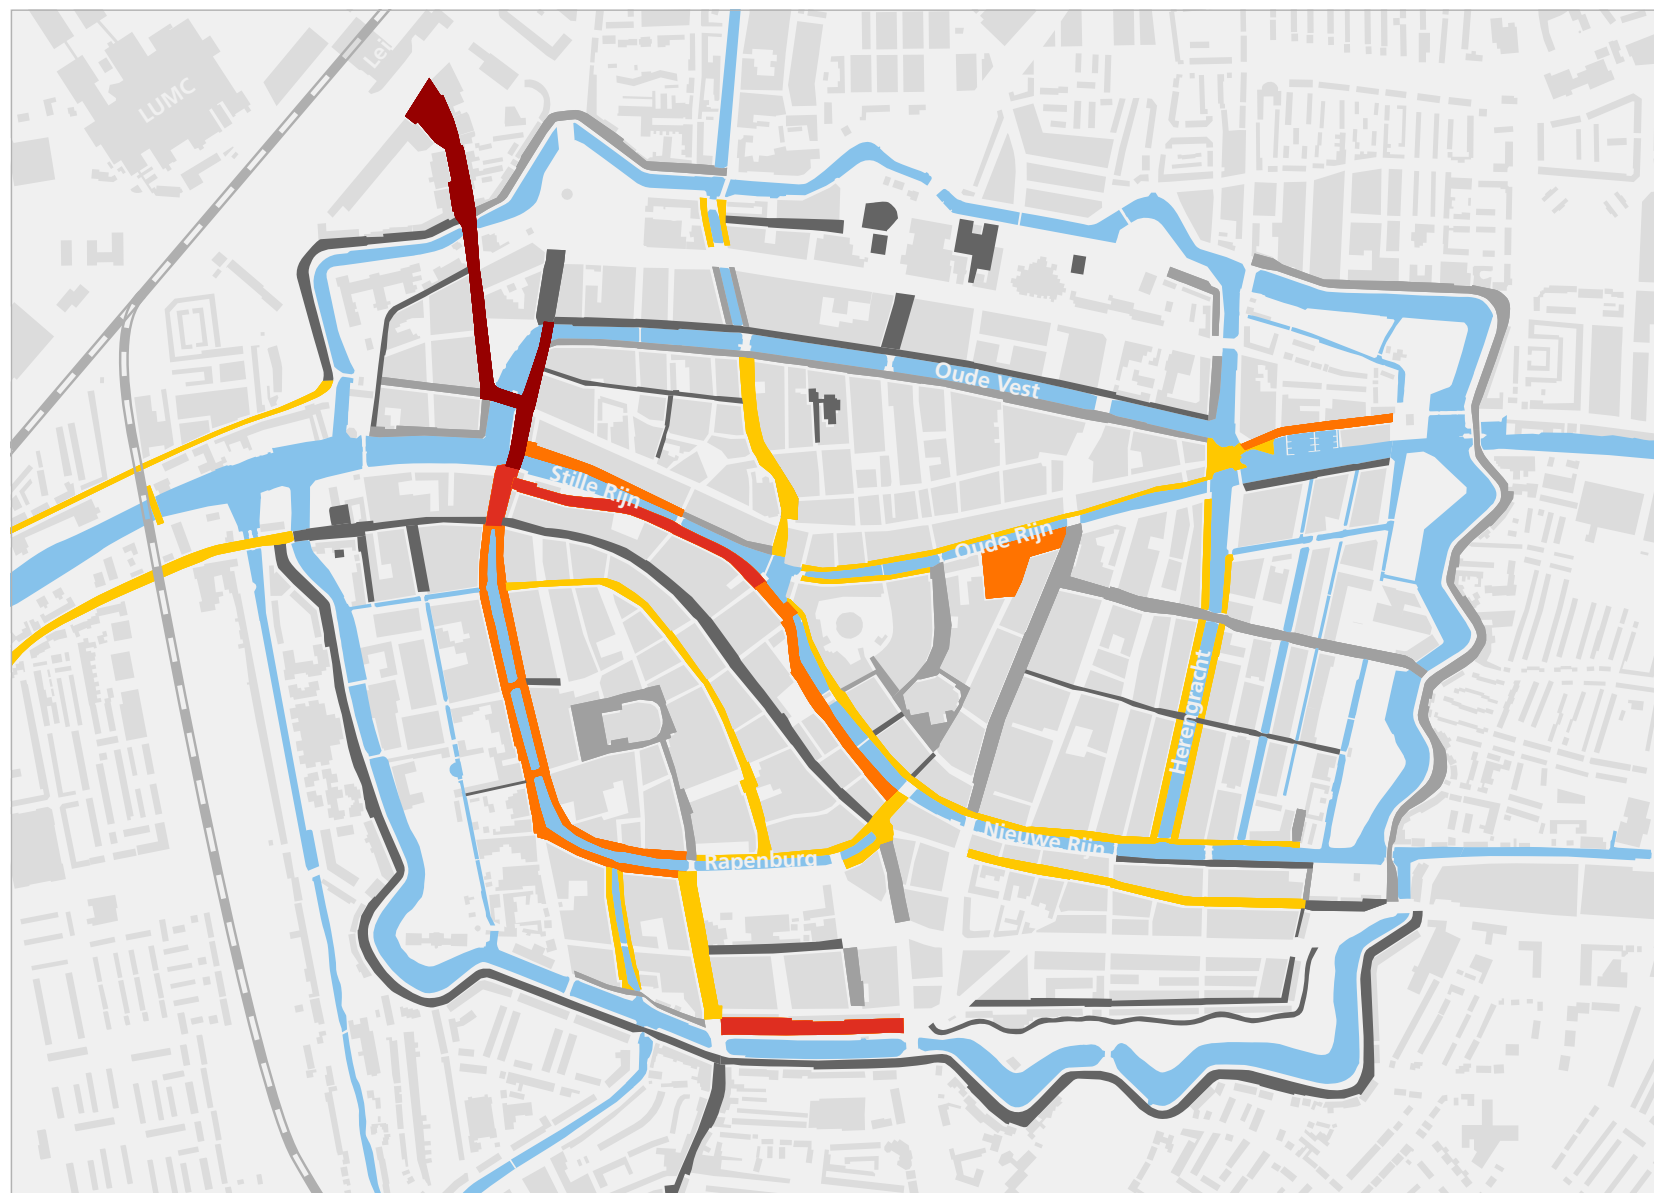 Lei
LUMC
Oude Vest
Stille Rijn
Oude Rijn
Herengracht
Nieuwe Rijn
Rapenburg